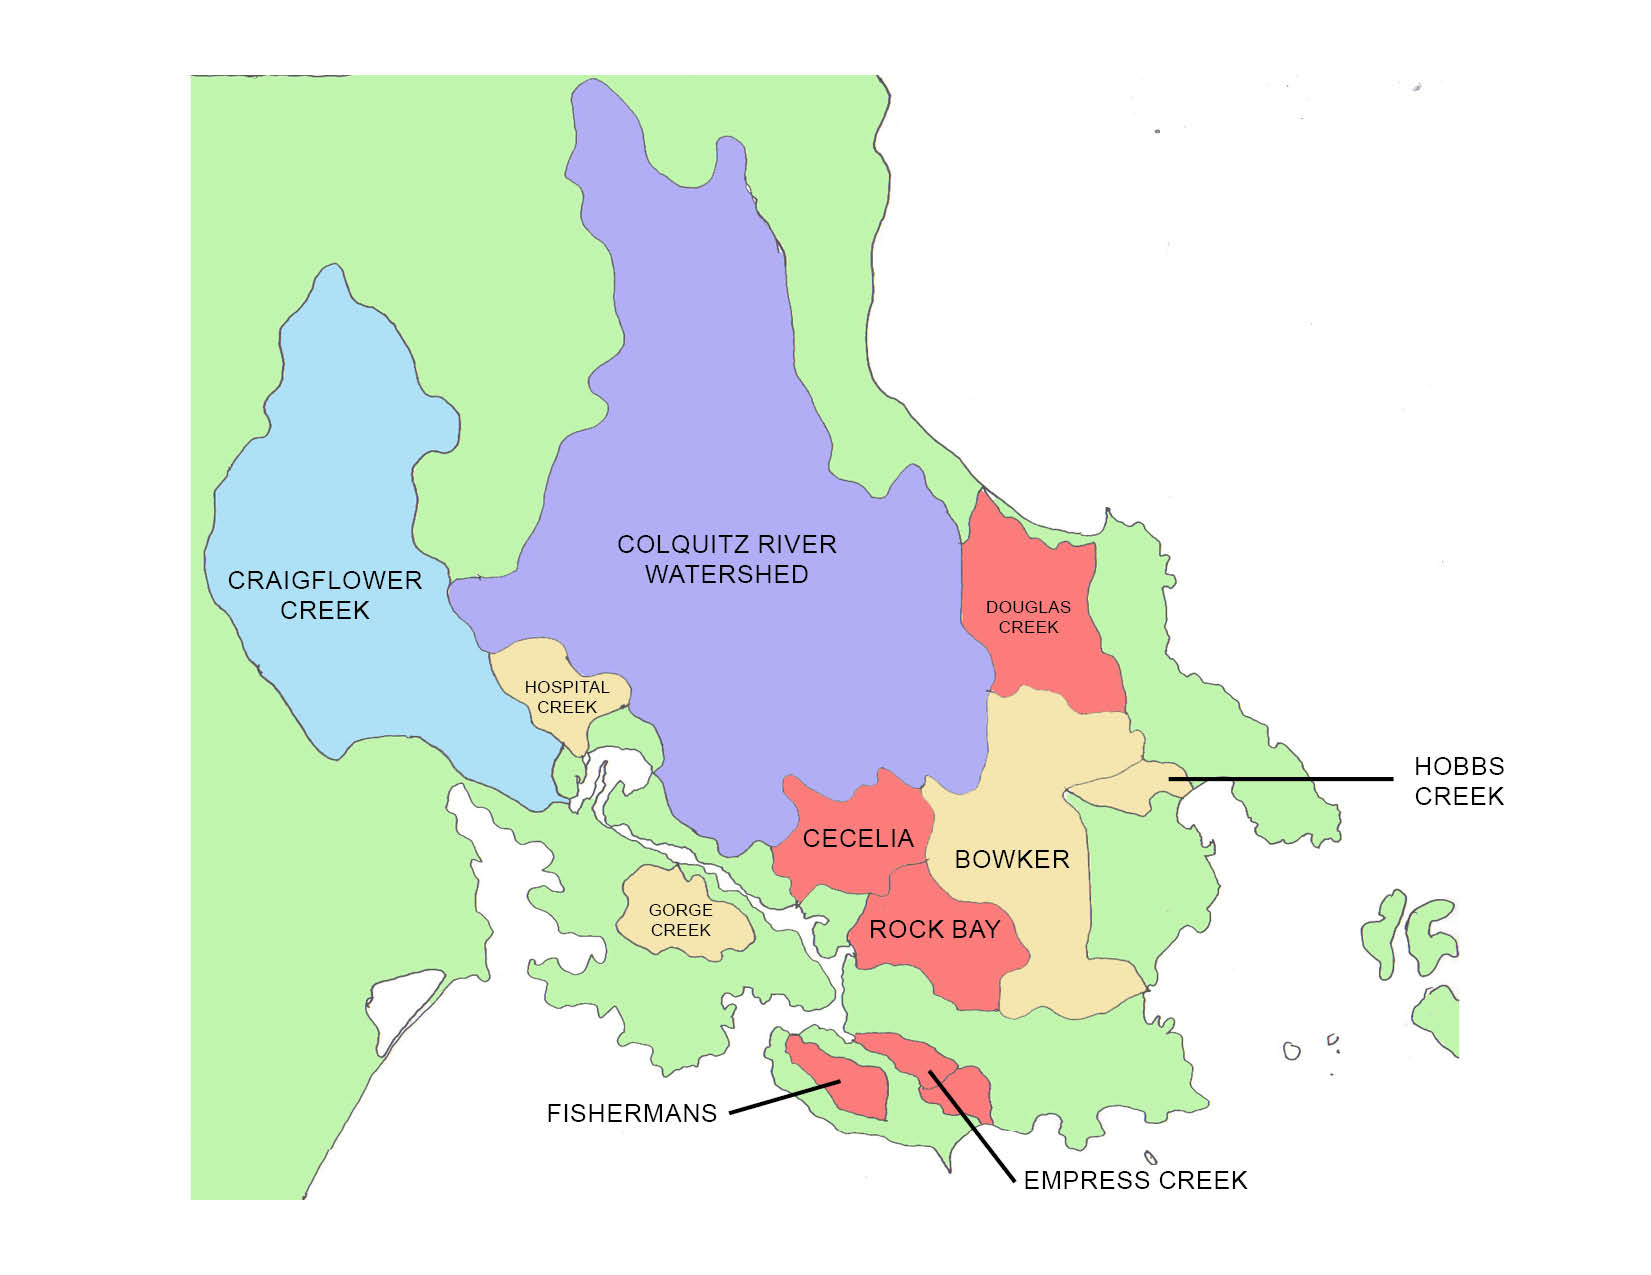 COLQUITZ RIVER
WATERSHED
CRAIGFLOWER
CREEK
DOUGLAS
CREEK
HOSPITAL
CREEK
HOBBS
CREEK
CECELIA
BOWKER
GORGE
CREEK
ROCK BAY
FISHERMANS
EMPRESS CREEK